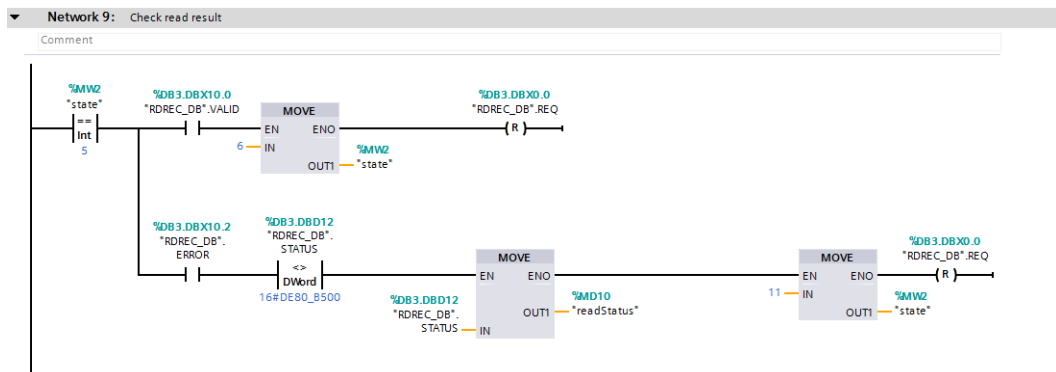 Network 9: Check read result
Comment
%MW2
"state"
==
Int
5
%DB3.DBX10.0
"RDREC_DB".VALID
MOVE
EN ENO
6 IN
OUT1
%MW2
"state"
%DB3.DBX0.0
"RDREC_DB".REQ
R
%DB3.DBX10.2
"RDREC_DB".
ERROR
%DB3.DBD12
"RDREC_DB".
STATUS
<>
DWord
16#DE80_B500
MOVE
EN ENO
%DB3.DBD12
"RDREC_DB".
STATUS IN
OUT1
%MD10
"readStatus"
MOVE
EN ENO
11 IN
OUT1
%MW2
"state"
%DB3.DBX0.0
"RDREC_DB".REQ
R